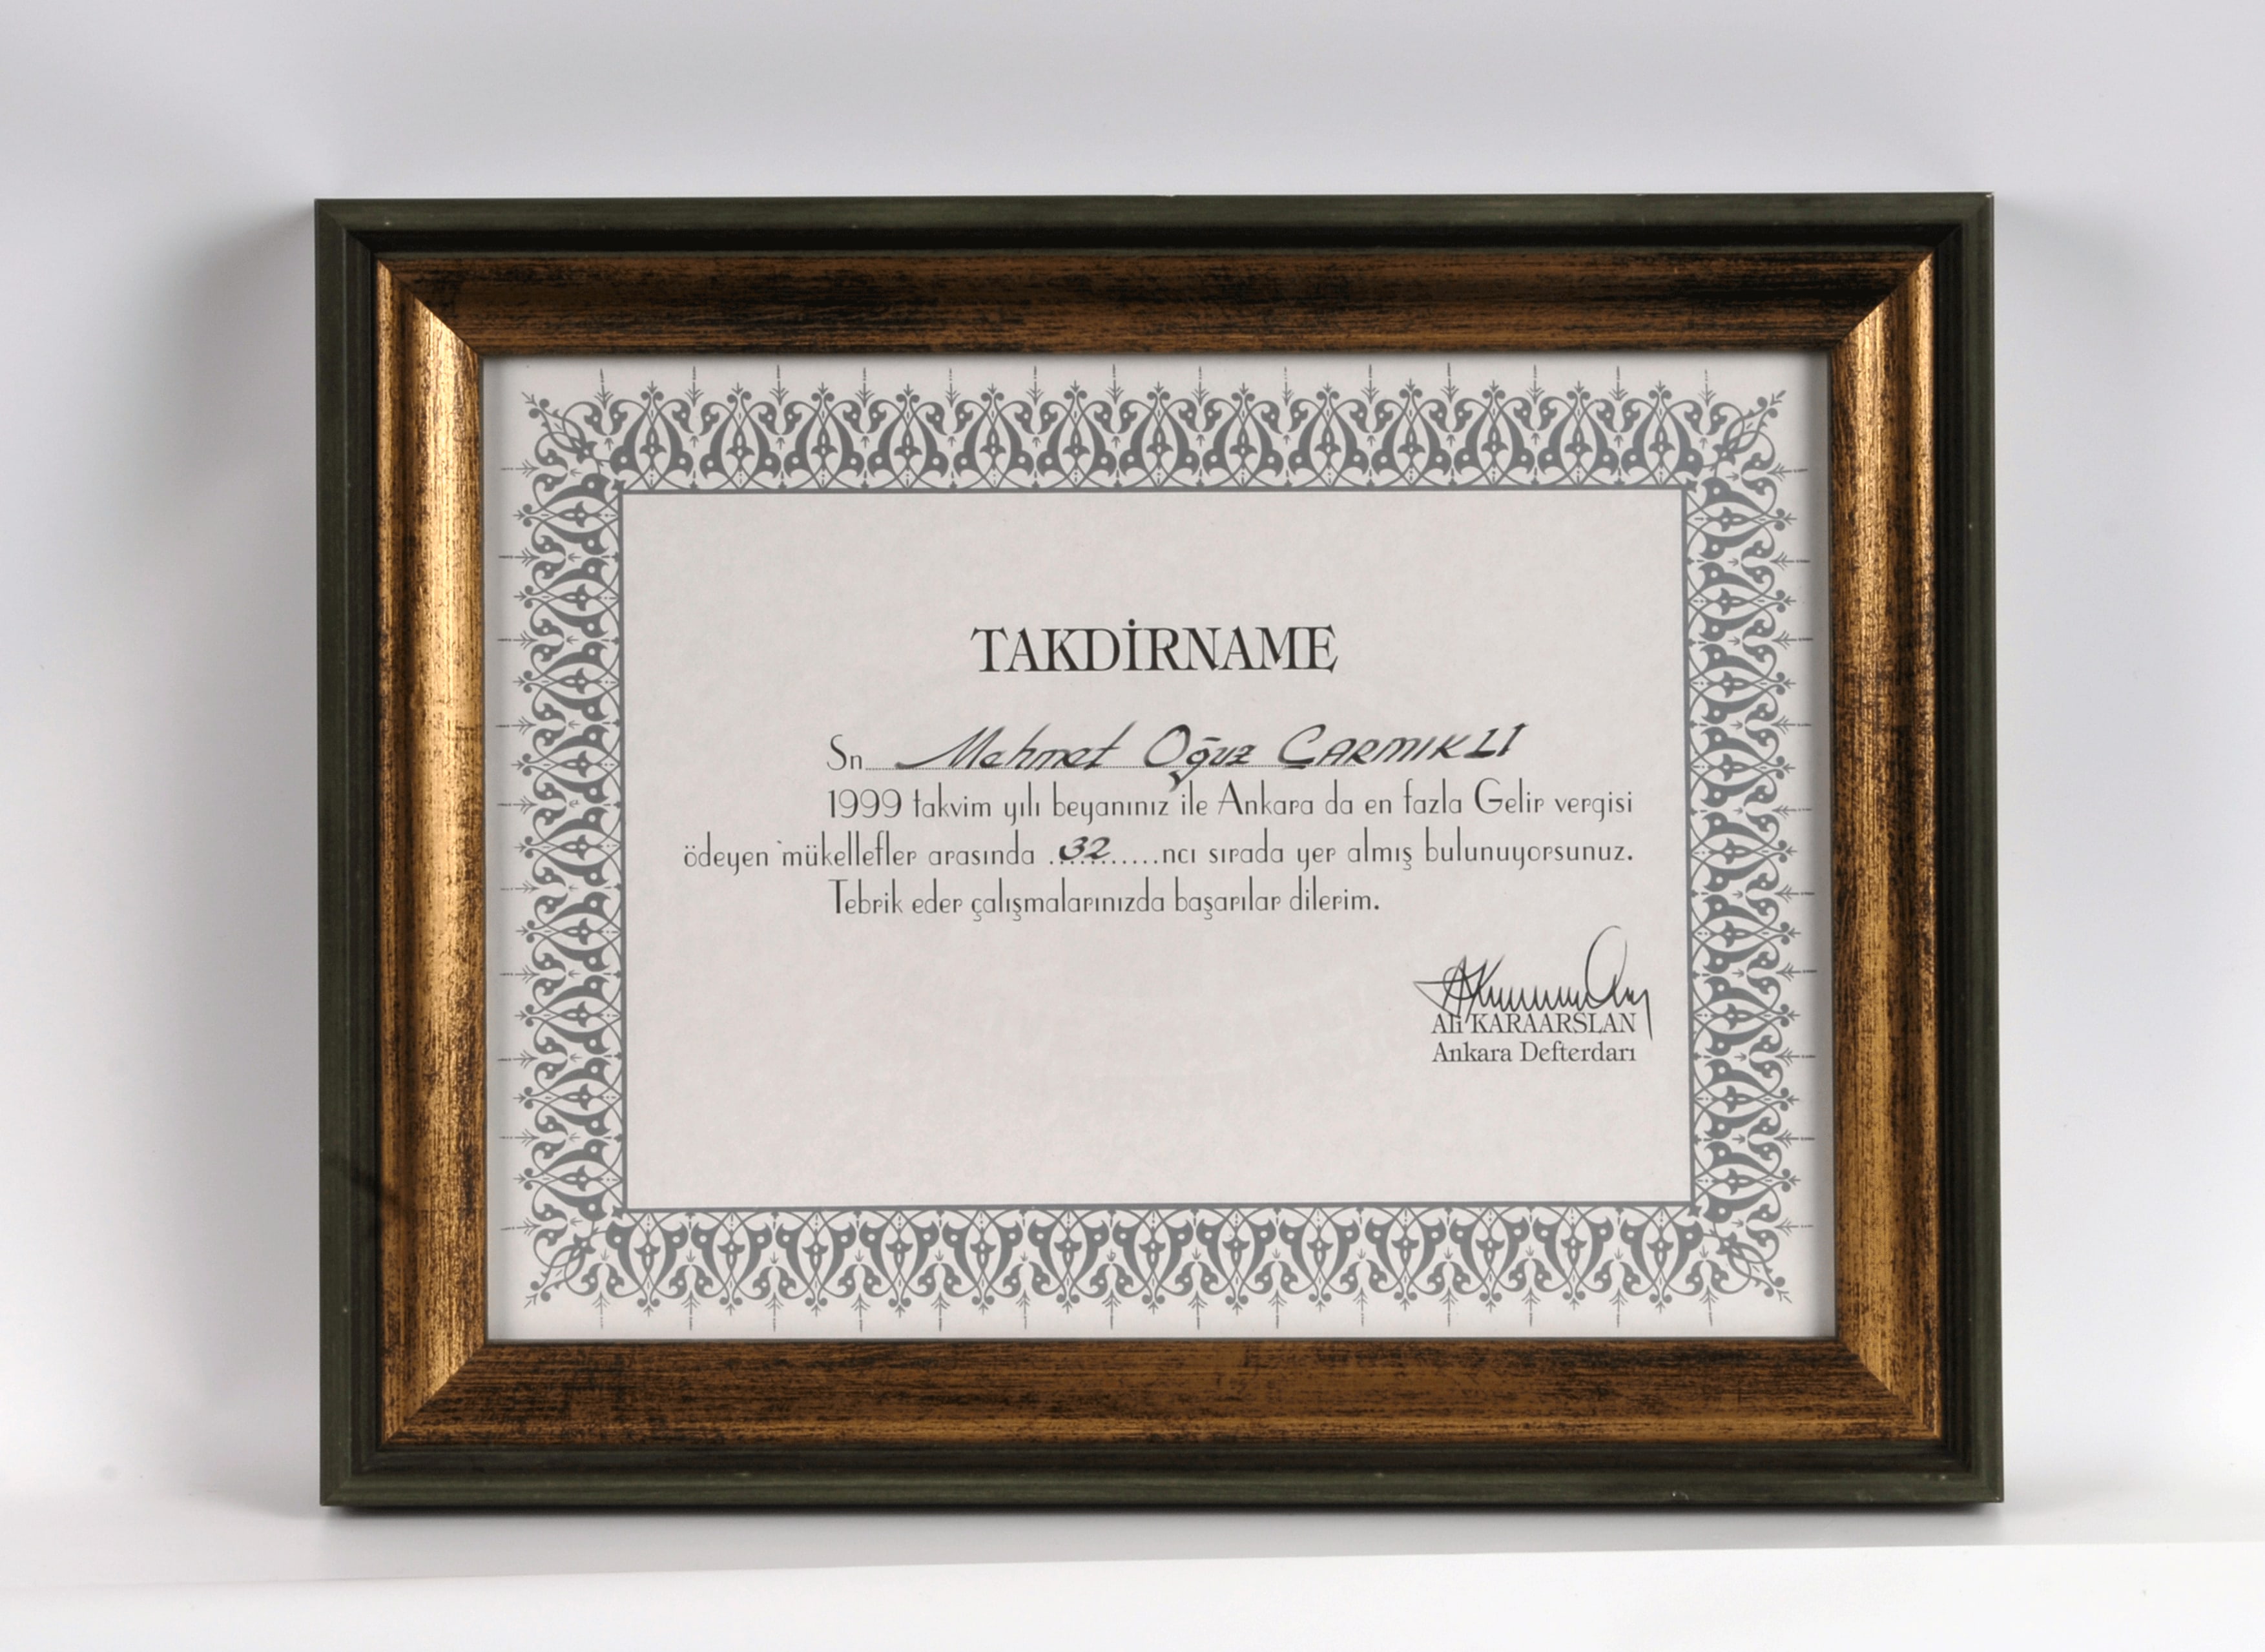 TAKDİRNAME
Sn. Mehmet Oğuz ÇARMIKLI
1999 takvim yılı beyanınız ile Ankara da en fazla Gelir vergisi
ödeyen mükellefler arasında ..32......ncı sırada yer almış bulunuyorsunuz.
Tebrik eder çalışmalarınızda başarılar dilerim.
Ali KARAARSLAN
Ankara Defterdarı